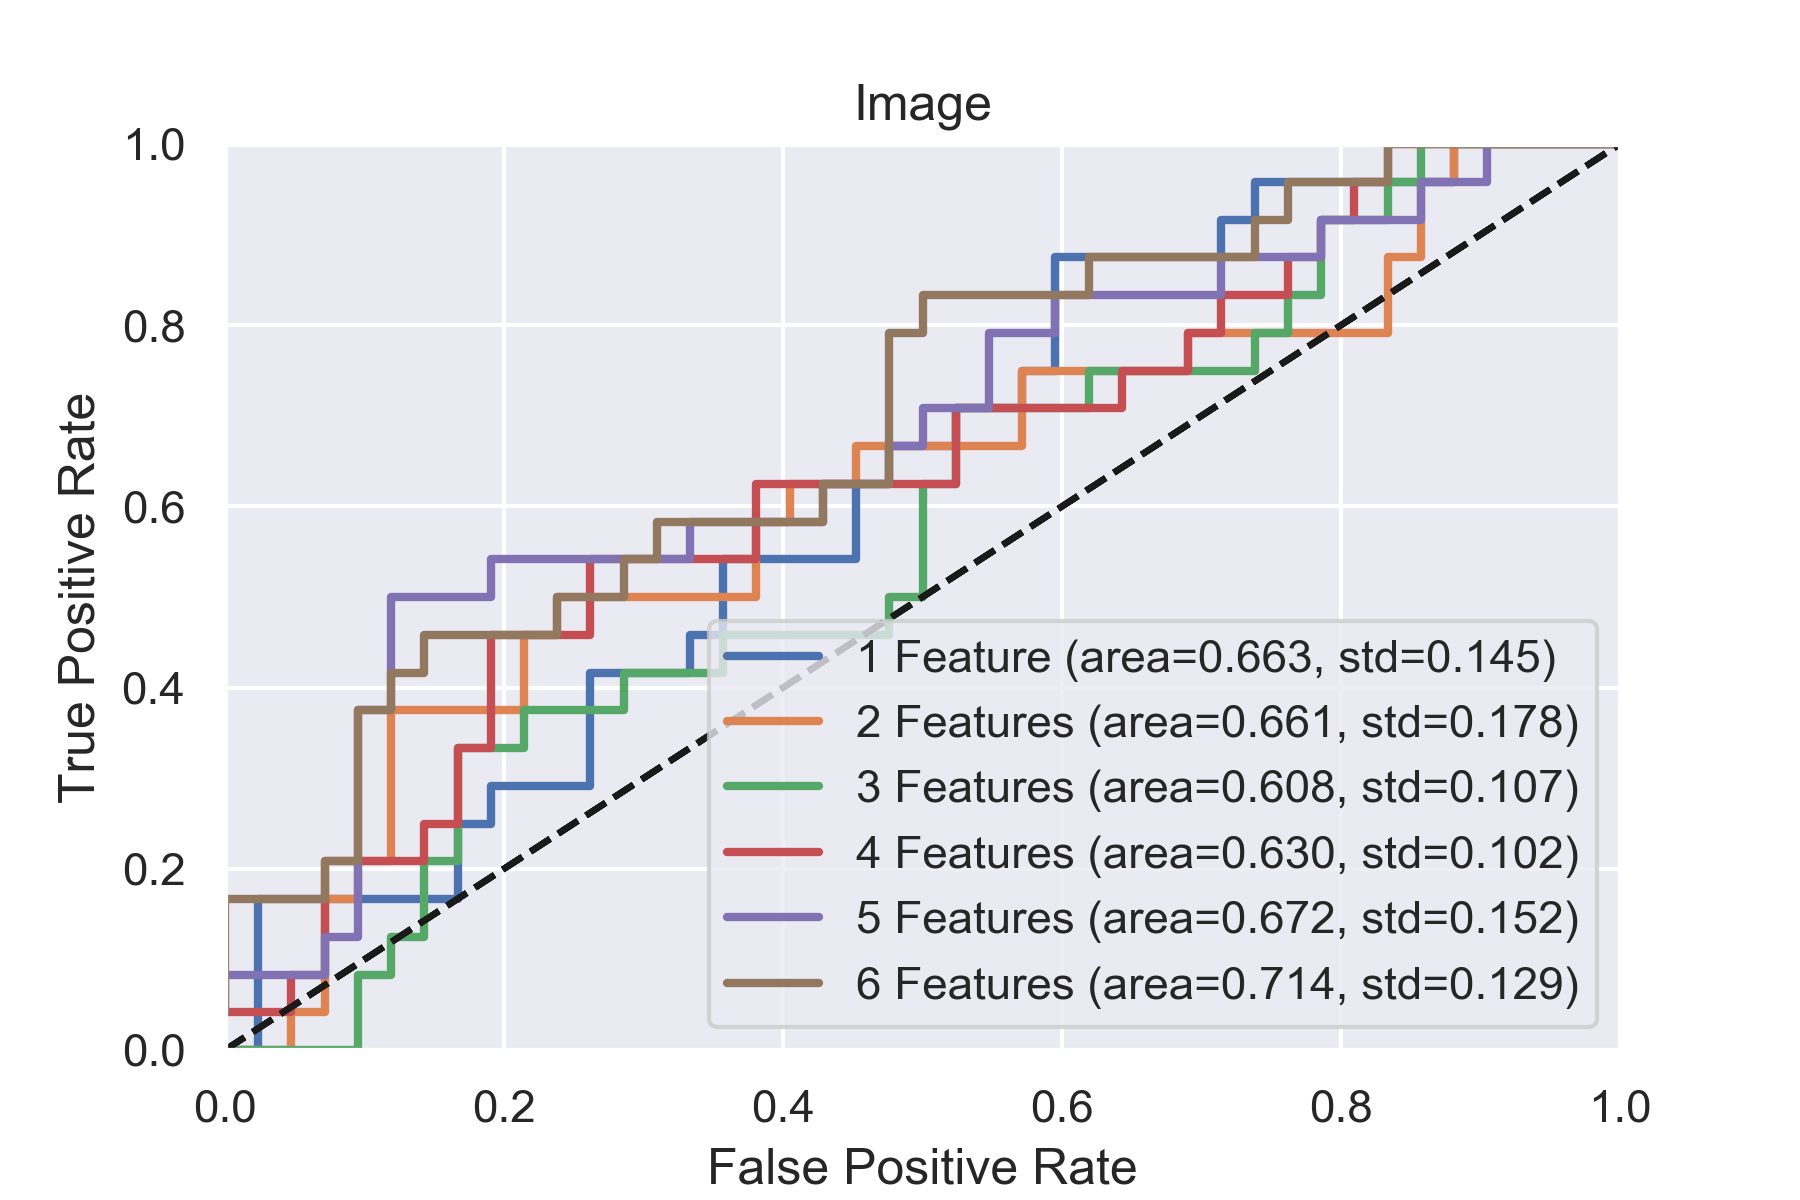 Image
1.0
0.8
0.6
0.4
0.2
0.0
True Positive Rate
1 Feature (area=0.663, std=0.145)
2 Features (area=0.661, std=0.178)
3 Features (area=0.608, std=0.107)
4 Features (area=0.630, std=0.102)
5 Features (area=0.672, std=0.152)
6 Features (area=0.714, std=0.129)
0.0 0.2 0.4 0.6 0.8 1.0
False Positive Rate